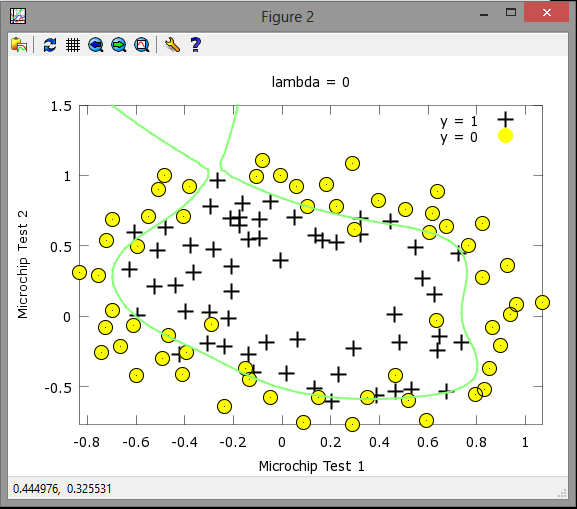 Figure 2
lambda = 0
1.5
y = 1
y = 0
1
0.5
0
-0.5
Microchip Test 2
-0.8 -0.6 -0.4 -0.2 0 0.2 0.4 0.6 0.8 1
Microchip Test 1
0.444976, 0.325531